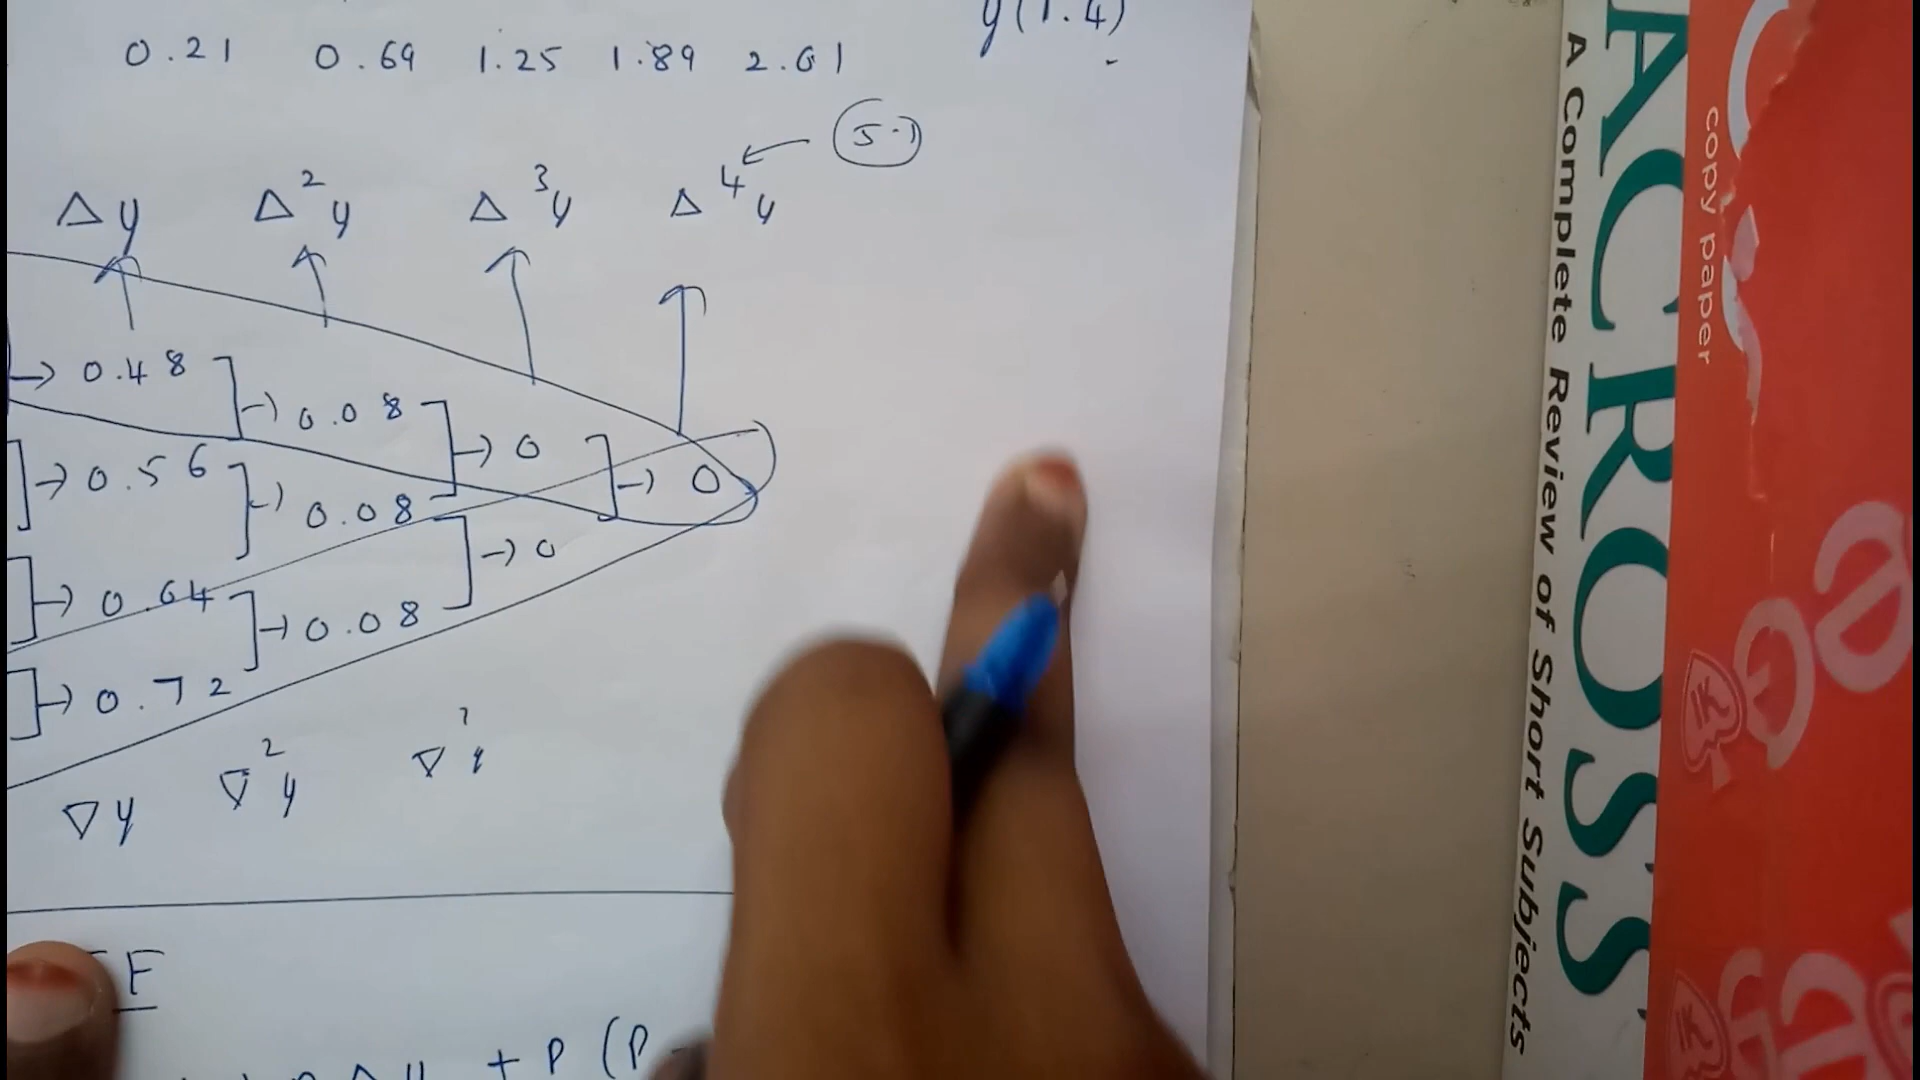 y(1.4)
0.21 0.69 1.25 1.89 2.61
5-1
Δy Δ²y Δ³y Δ⁴y
→ 0.48
→ 0.08
→ 0
→ 0.56
→ 0
→ 0.08
→ 0
→ 0.64
→ 0.08
→ 0.72
∇y ∇²y ∇
E
+ P (P
ACROSS
A Complete Review of Short Subjects
copy paper